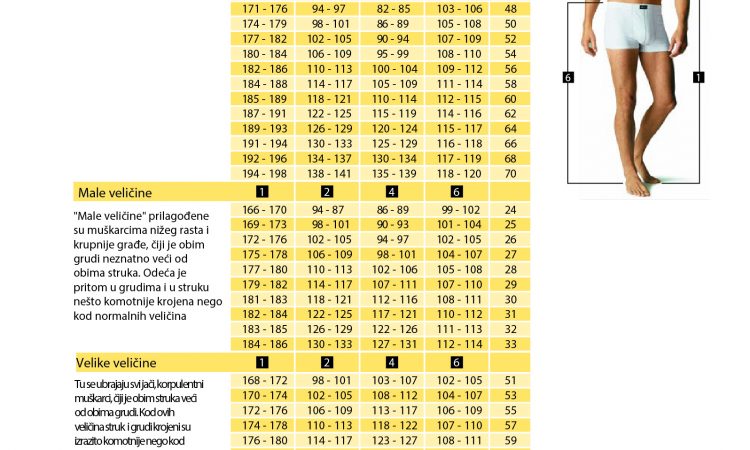 171 - 176 94 - 97 82 - 85 103 - 106 48
174 - 179 98 - 101 86 - 89 105 - 108 50
177 - 182 102 - 105 90 - 94 107 - 109 52
180 - 184 106 - 109 95 - 99 108 - 110 54
182 - 186 110 - 113 100 - 104 109 - 112 56
184 - 188 114 - 117 105 - 109 111 - 114 58
185 - 189 118 - 121 110 - 114 112 - 115 60
187 - 191 122 - 125 115 - 119 114 - 116 62
189 - 193 126 - 129 120 - 124 115 - 117 64
191 - 194 130 - 133 125 - 129 116 - 118 66
192 - 196 134 - 137 130 - 134 117 - 119 68
194 - 198 138 - 141 135 - 139 118 - 120 70
6 1
Male veličine 1 2 4 6
"Male veličine" prilagođene
su muškarcima nižeg rasta i
krupnije građe, čiji je obim
grudi neznatno veći od
obima struka. Odeća je
pritom u grudima i u struku
nešto komotnije krojena nego
kod normalnih veličina
166 - 170 94 - 87 86 - 89 99 - 102 24
169 - 173 98 - 101 90 - 93 101 - 104 25
172 - 176 102 - 105 94 - 97 102 - 105 26
175 - 178 106 - 109 98 - 101 104 - 107 27
177 - 180 110 - 113 102 - 106 105 - 108 28
179 - 182 114 - 117 107 - 111 107 - 110 29
181 - 183 118 - 121 112 - 116 108 - 111 30
182 - 184 122 - 125 117 - 121 110 - 112 31
183 - 185 126 - 129 122 - 126 111 - 113 32
184 - 186 130 - 133 127 - 131 112 - 114 33
Velike veličine 1 2 4 6
Tu se ubrajaju svi jači, korpulentni
muškarci, čiji je obim struka veći
od obima grudi. Kod ovih
veličina struk i grudi krojeni su
izrazito komotnije nego kod
168 - 172 98 - 101 103 - 107 102 - 105 51
170 - 174 102 - 105 108 - 112 104 - 107 53
172 - 176 106 - 109 113 - 117 106 - 109 55
174 - 178 110 - 113 118 - 122 107 - 110 57
176 - 180 114 - 117 123 - 127 108 - 111 59